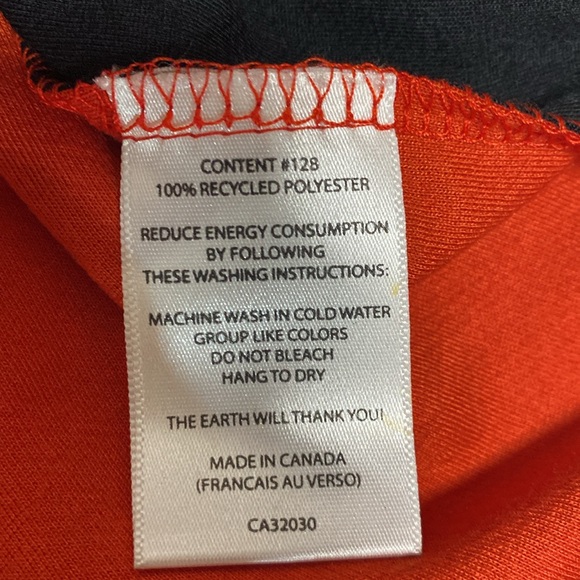 CONTENT #128
100% RECYCLED POLYESTER
REDUCE ENERGY CONSUMPTION
BY FOLLOWING
THESE WASHING INSTRUCTIONS:
MACHINE WASH IN COLD WATER
GROUP LIKE COLORS
DO NOT BLEACH
HANG TO DRY
THE EARTH WILL THANK YOU!
MADE IN CANADA
(FRANCAIS AU VERSO)
CA32030